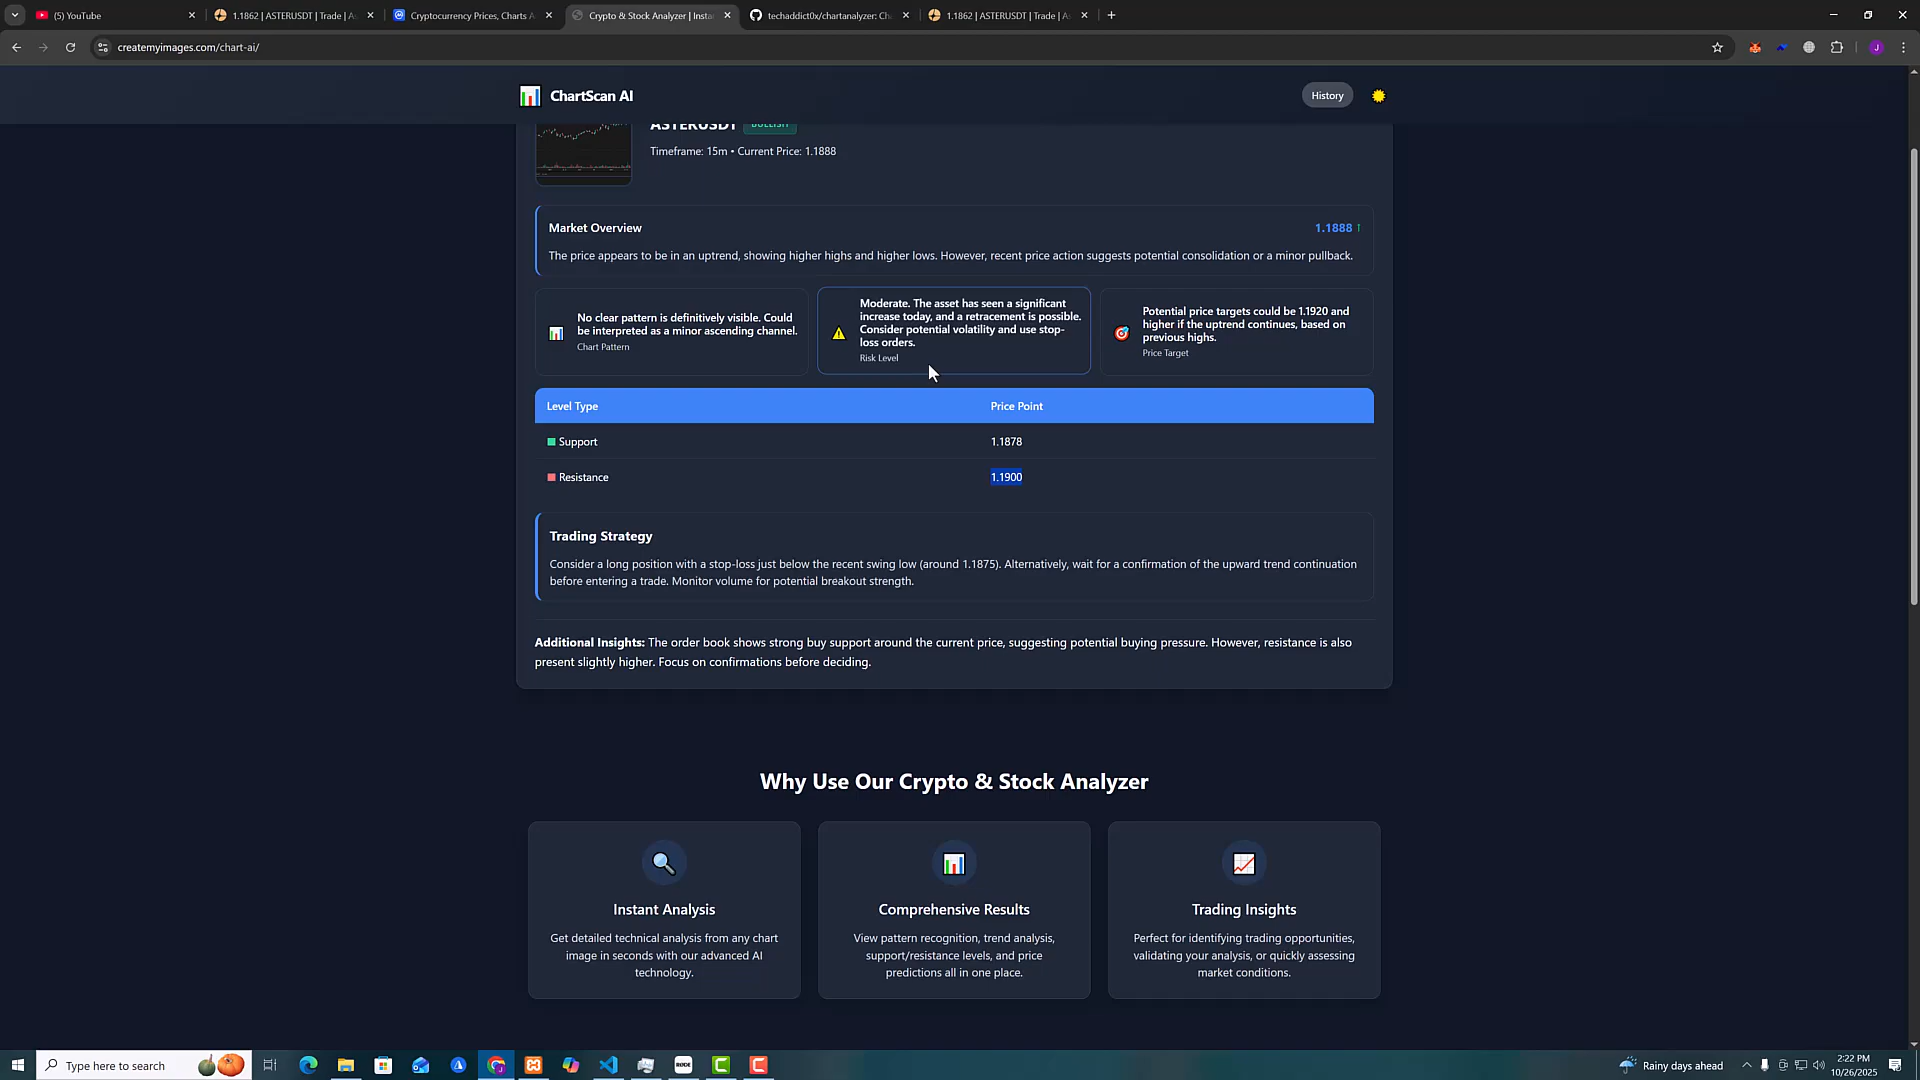 (5) YouTube
1.1862 | ASTERUSDT | Trade | As
Cryptocurrency Prices, Charts A
Crypto & Stock Analyzer | Insta
techaddict0x/chartanalyzer: Ch
1.1862 | ASTERUSDT | Trade | As
createmyimages.com/chart-ai/
J
ChartScan AI
History
ASTERUSDT BULLISH
Timeframe: 15m • Current Price: 1.1888
Market Overview
1.1888 ↑
The price appears to be in an uptrend, showing higher highs and higher lows. However, recent price action suggests potential consolidation or a minor pullback.
No clear pattern is definitively visible. Could
be interpreted as a minor ascending channel.
Chart Pattern
Moderate. The asset has seen a significant
increase today, and a retracement is possible.
Consider potential volatility and use stop-
loss orders.
Risk Level
Potential price targets could be 1.1920 and
higher if the uptrend continues, based on
previous highs.
Price Target
Level Type Price Point
Support 1.1878
Resistance 1.1900
Trading Strategy
Consider a long position with a stop-loss just below the recent swing low (around 1.1875). Alternatively, wait for a confirmation of the upward trend continuation
before entering a trade. Monitor volume for potential breakout strength.
Additional Insights: The order book shows strong buy support around the current price, suggesting potential buying pressure. However, resistance is also
present slightly higher. Focus on confirmations before deciding.
Why Use Our Crypto & Stock Analyzer
Instant Analysis
Get detailed technical analysis from any chart
image in seconds with our advanced AI
technology.
Comprehensive Results
View pattern recognition, trend analysis,
support/resistance levels, and price
predictions all in one place.
Trading Insights
Perfect for identifying trading opportunities,
validating your analysis, or quickly assessing
market conditions.
Type here to search
RØDE
Rainy days ahead
2:22 PM
10/26/2025